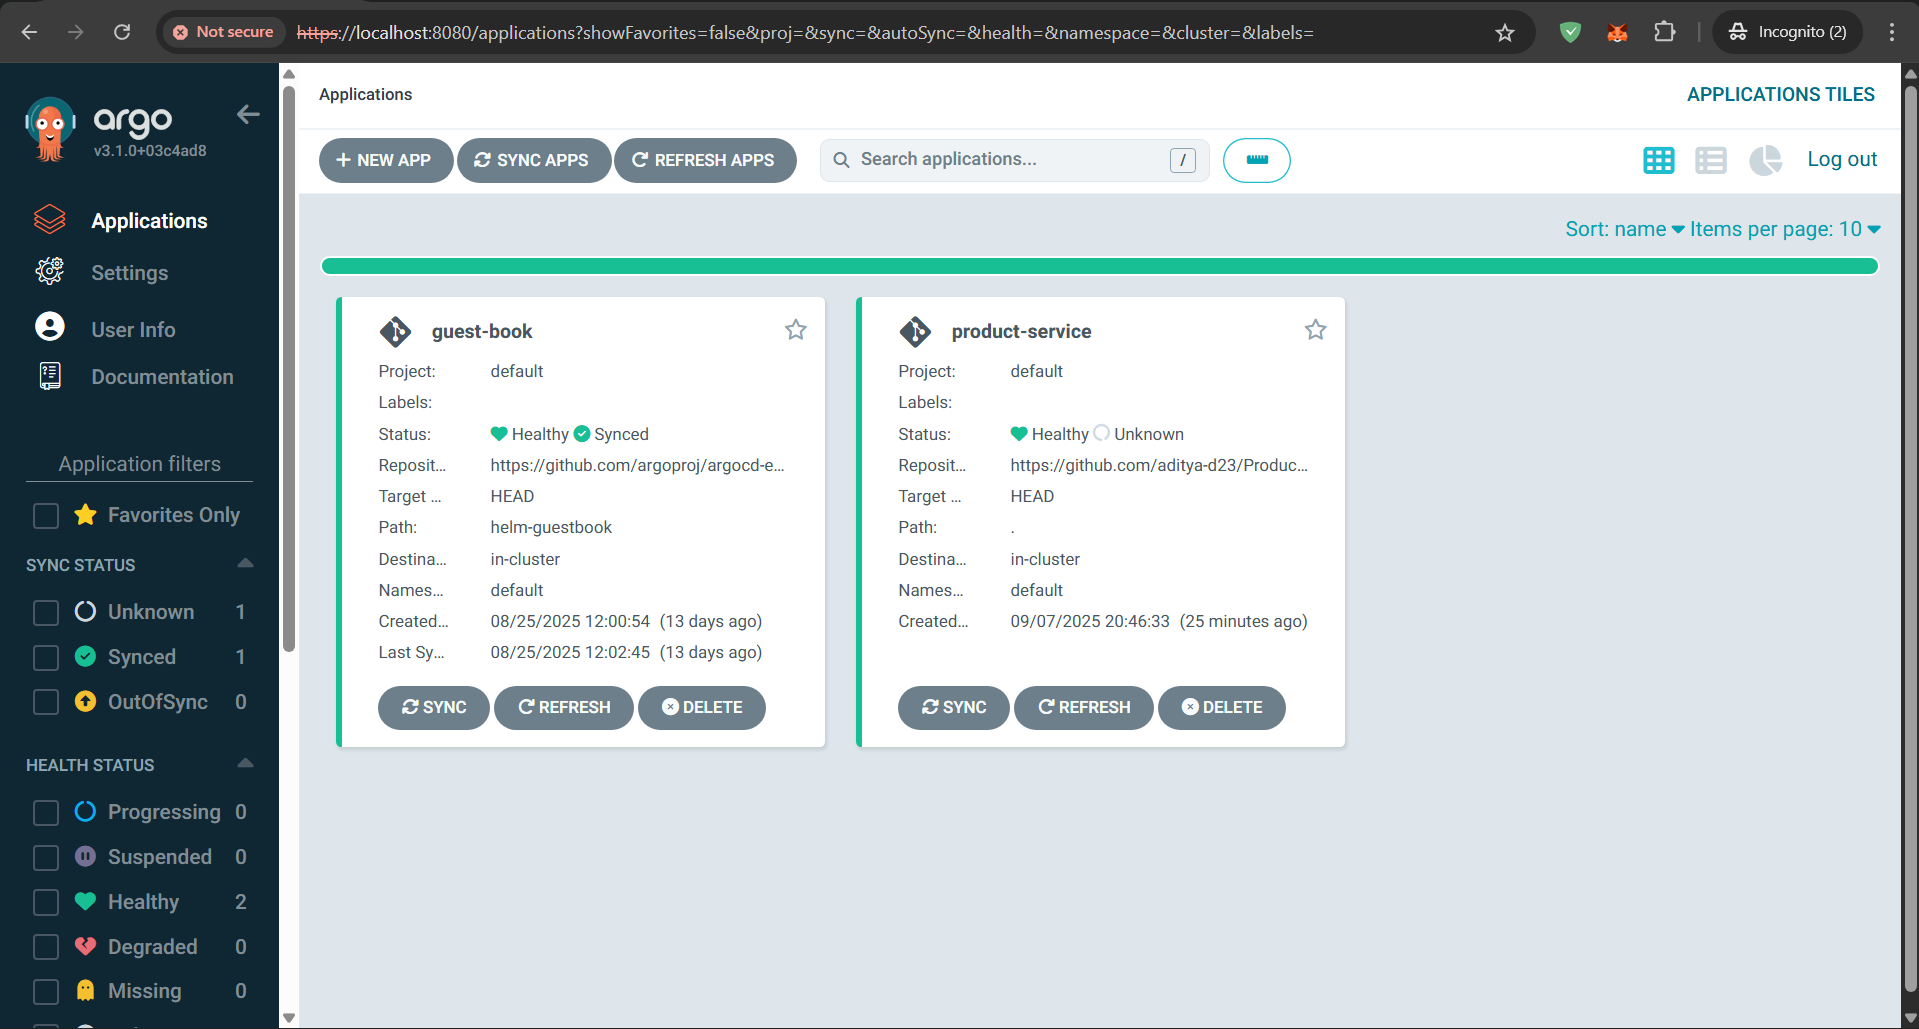 Not secure
https://localhost:8080/applications?showFavorites=false&proj=&sync=&autoSync=&health=&namespace=&cluster=&labels=
Incognito (2)
argo
v3.1.0+03c4ad8
Applications
Settings
User Info
Documentation
Application filters
Favorites Only
SYNC STATUS
Unknown 1
Synced 1
OutOfSync 0
HEALTH STATUS
Progressing 0
Suspended 0
Healthy 2
Degraded 0
Missing 0
Applications
APPLICATIONS TILES
NEW APP
SYNC APPS
REFRESH APPS
Search applications...
/
Log out
Sort: name
Items per page: 10
guest-book
Project: default
Labels:
Status: Healthy Synced
Reposit... https://github.com/argoproj/argocd-e...
Target ... HEAD
Path: helm-guestbook
Destina... in-cluster
Names... default
Created... 08/25/2025 12:00:54 (13 days ago)
Last Sy... 08/25/2025 12:02:45 (13 days ago)
SYNC
REFRESH
DELETE
product-service
Project: default
Labels:
Status: Healthy Unknown
Reposit... https://github.com/aditya-d23/Produc...
Target ... HEAD
Path: .
Destina... in-cluster
Names... default
Created... 09/07/2025 20:46:33 (25 minutes ago)
SYNC
REFRESH
DELETE